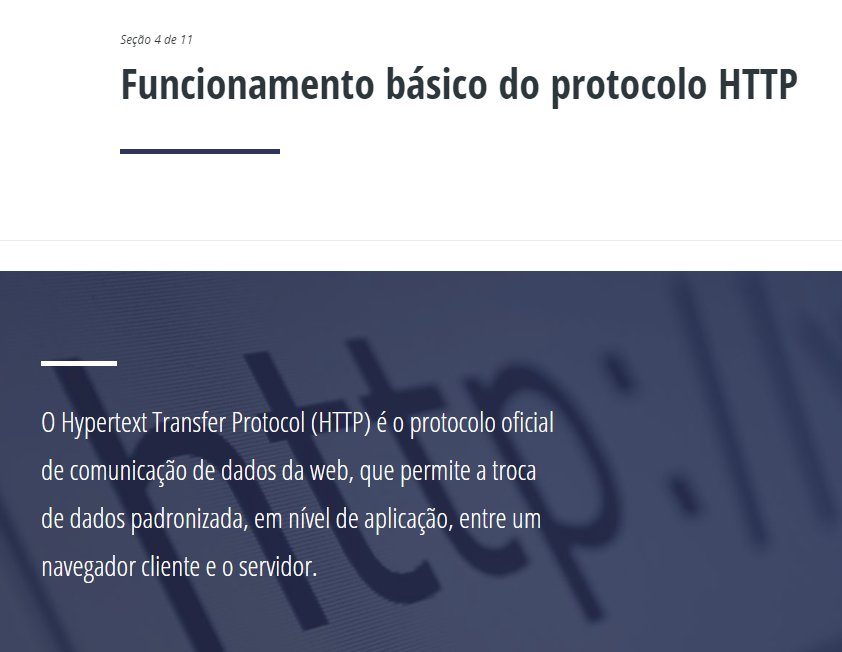 Seção 4 de 11
Funcionamento básico do protocolo HTTP
http://
O Hypertext Transfer Protocol (HTTP) é o protocolo oficial
de comunicação de dados da web, que permite a troca
de dados padronizada, em nível de aplicação, entre um
navegador cliente e o servidor.